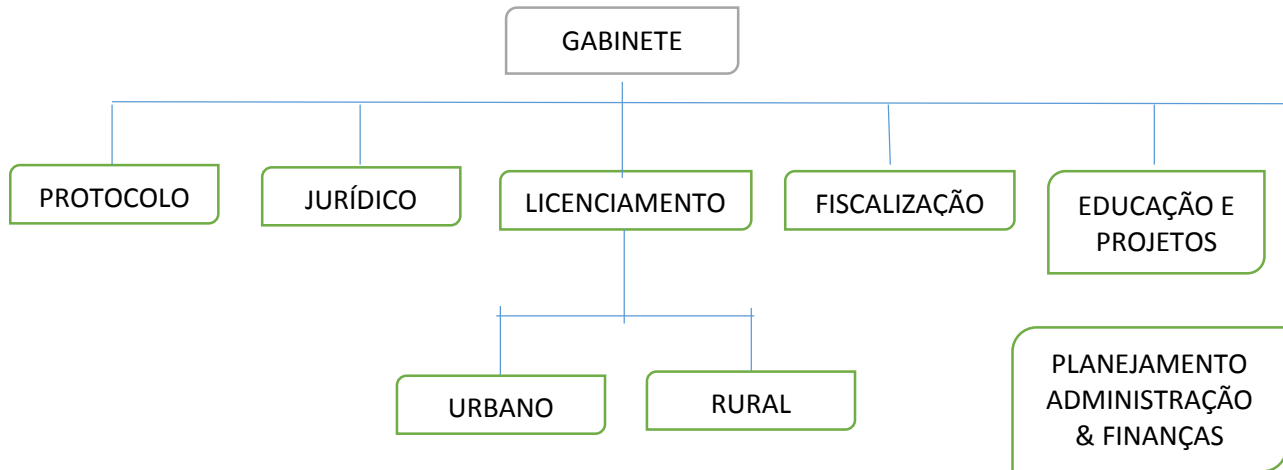 GABINETE
PROTOCOLO
JURÍDICO
LICENCIAMENTO
FISCALIZAÇÃO
EDUCAÇÃO E
PROJETOS
URBANO
RURAL
PLANEJAMENTO
ADMINISTRAÇÃO
& FINANÇAS